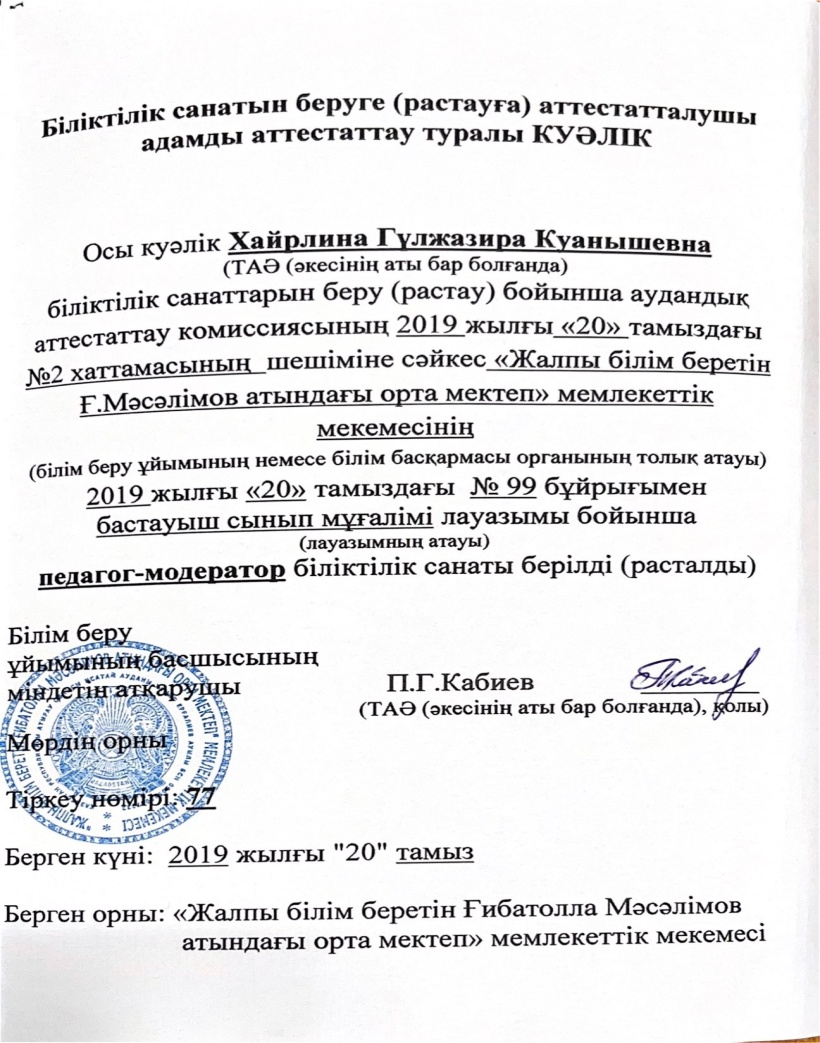 Біліктілік санатын беруге (растауға) аттестатталушы
адамды аттестаттау туралы КУӘЛІК
Осы куәлік Хайрлина Гүлжазира Куанышевна
(ТАӘ (әкесінің аты бар болғанда)
біліктілік санаттарын беру (растау) бойынша аудандық
аттестаттау комиссиясының 2019 жылғы «20» тамыздағы
№2 хаттамасының шешіміне сәйкес «Жалпы білім беретін
Ғ.Мәсәлімов атындағы орта мектеп» мемлекеттік
мекемесінің
(білім беру ұйымының немесе білім басқармасы органының толық атауы)
2019 жылғы «20» тамыздағы № 99 бұйрығымен
бастауыш сынып мұғалімі лауазымы бойынша
(лауазымның атауы)
педагог-модератор біліктілік санаты берілді (расталды)
Білім беру
ұйымының басшысының
міндетін атқарушы
П.Г.Кабиев
(ТАӘ (әкесінің аты бар болғанда), қолы)
Мөрдің орны
Тіркеу нөмірі: 77
Берген күні: 2019 жылғы "20" тамыз
Берген орны: «Жалпы білім беретін Ғибатолла Мәсәлімов
атындағы орта мектеп» мемлекеттік мекемесі